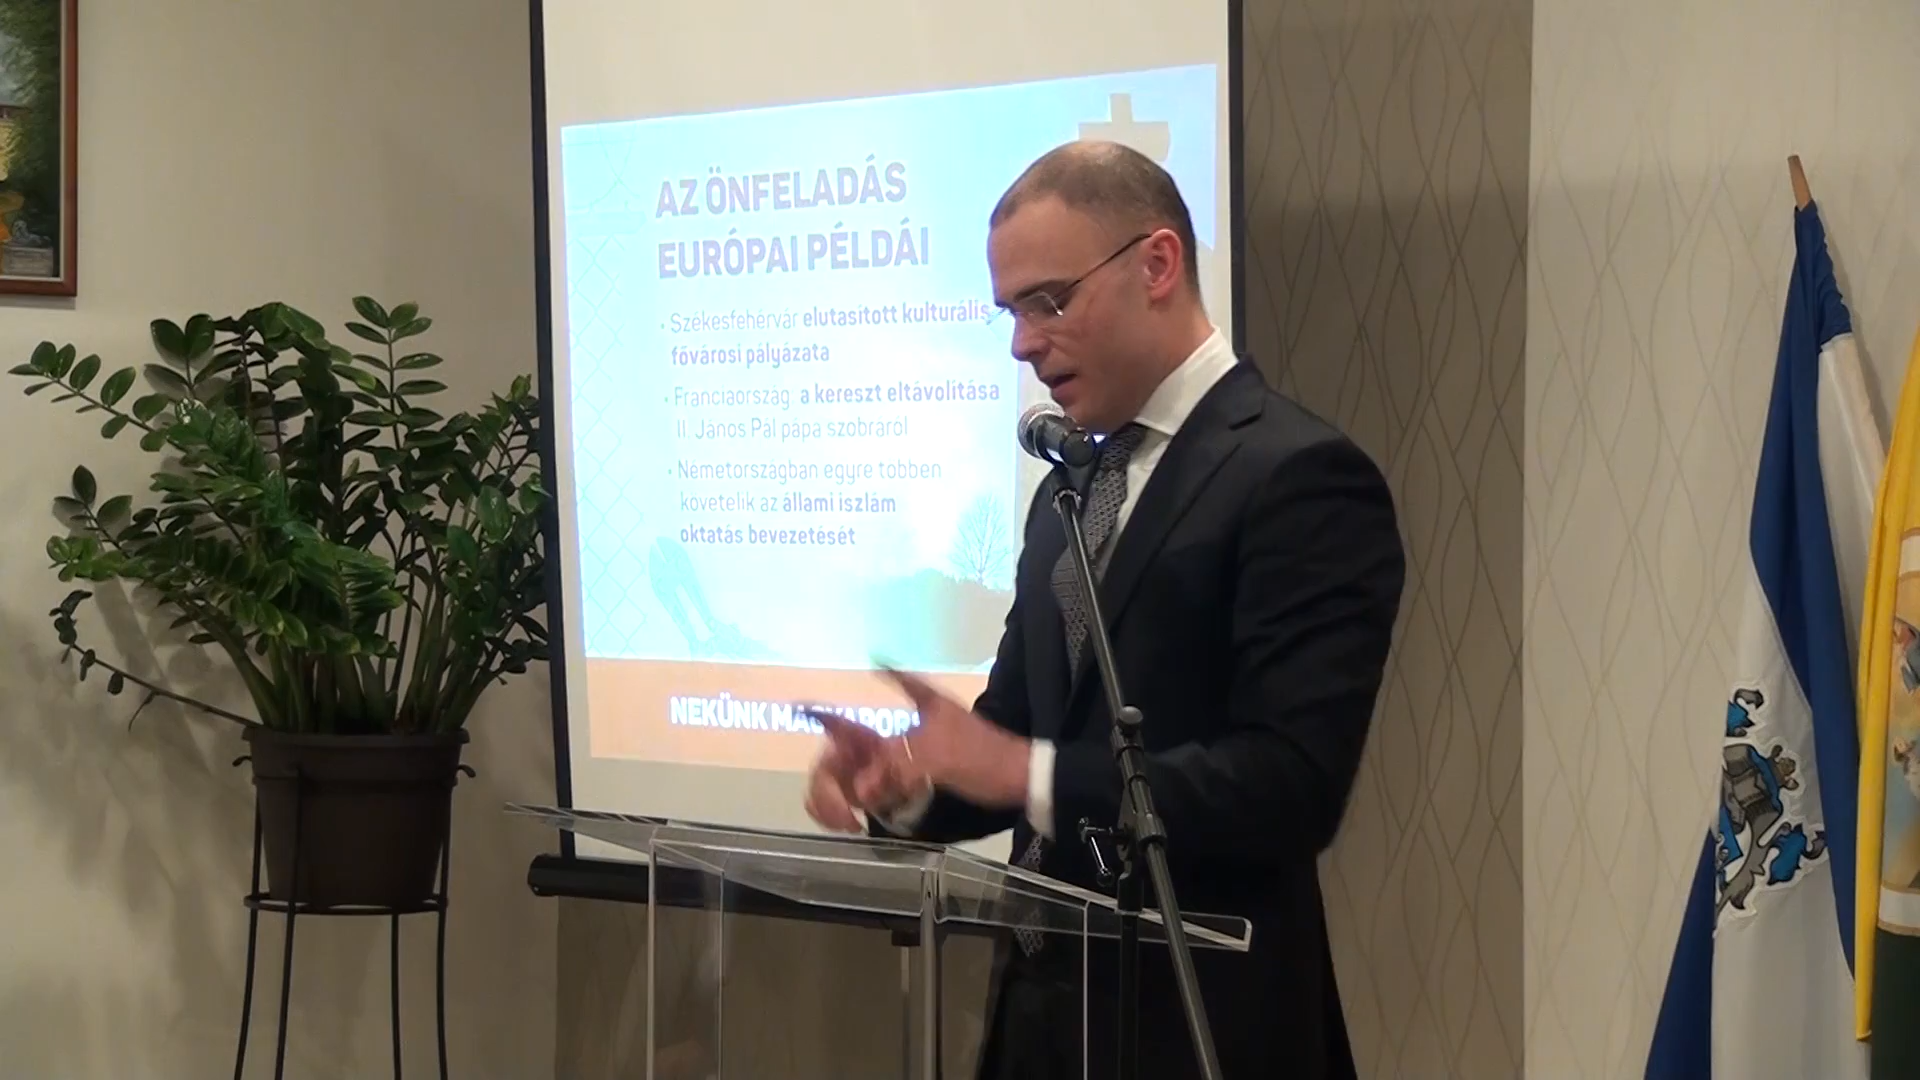 AZ ÖNFELADÁS
EURÓPAI PÉLDÁI
• Székesfehérvár elutasított kulturális
fővárosi pályázata
• Franciaország: a kereszt eltávolítása
II. János Pál pápa szobráról
• Németországban egyre többen
követelik az állami iszlám
oktatás bevezetését
NEKÜNK